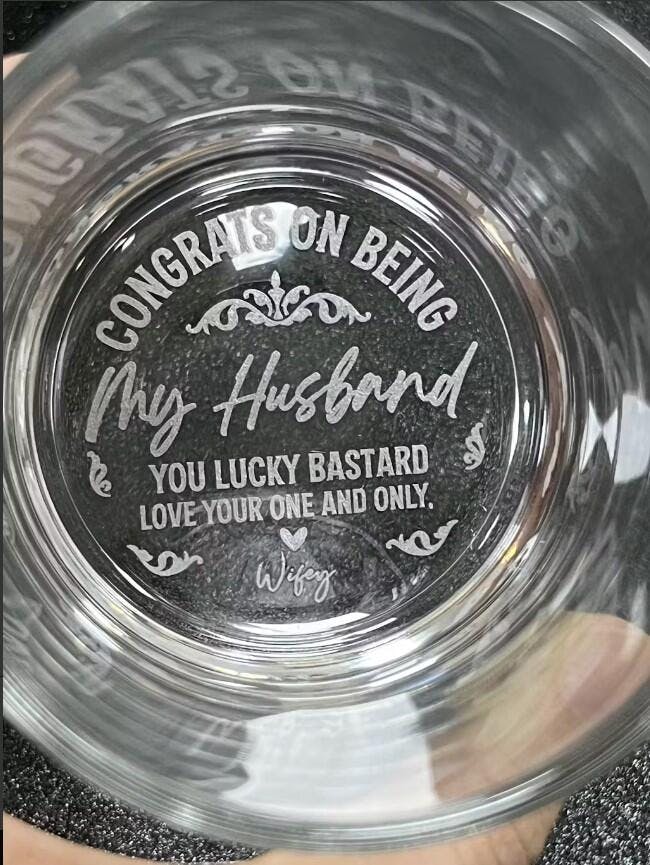 CONGRATS ON BEING
My Husband
YOU LUCKY BASTARD
LOVE YOUR ONE AND ONLY.
Wifey